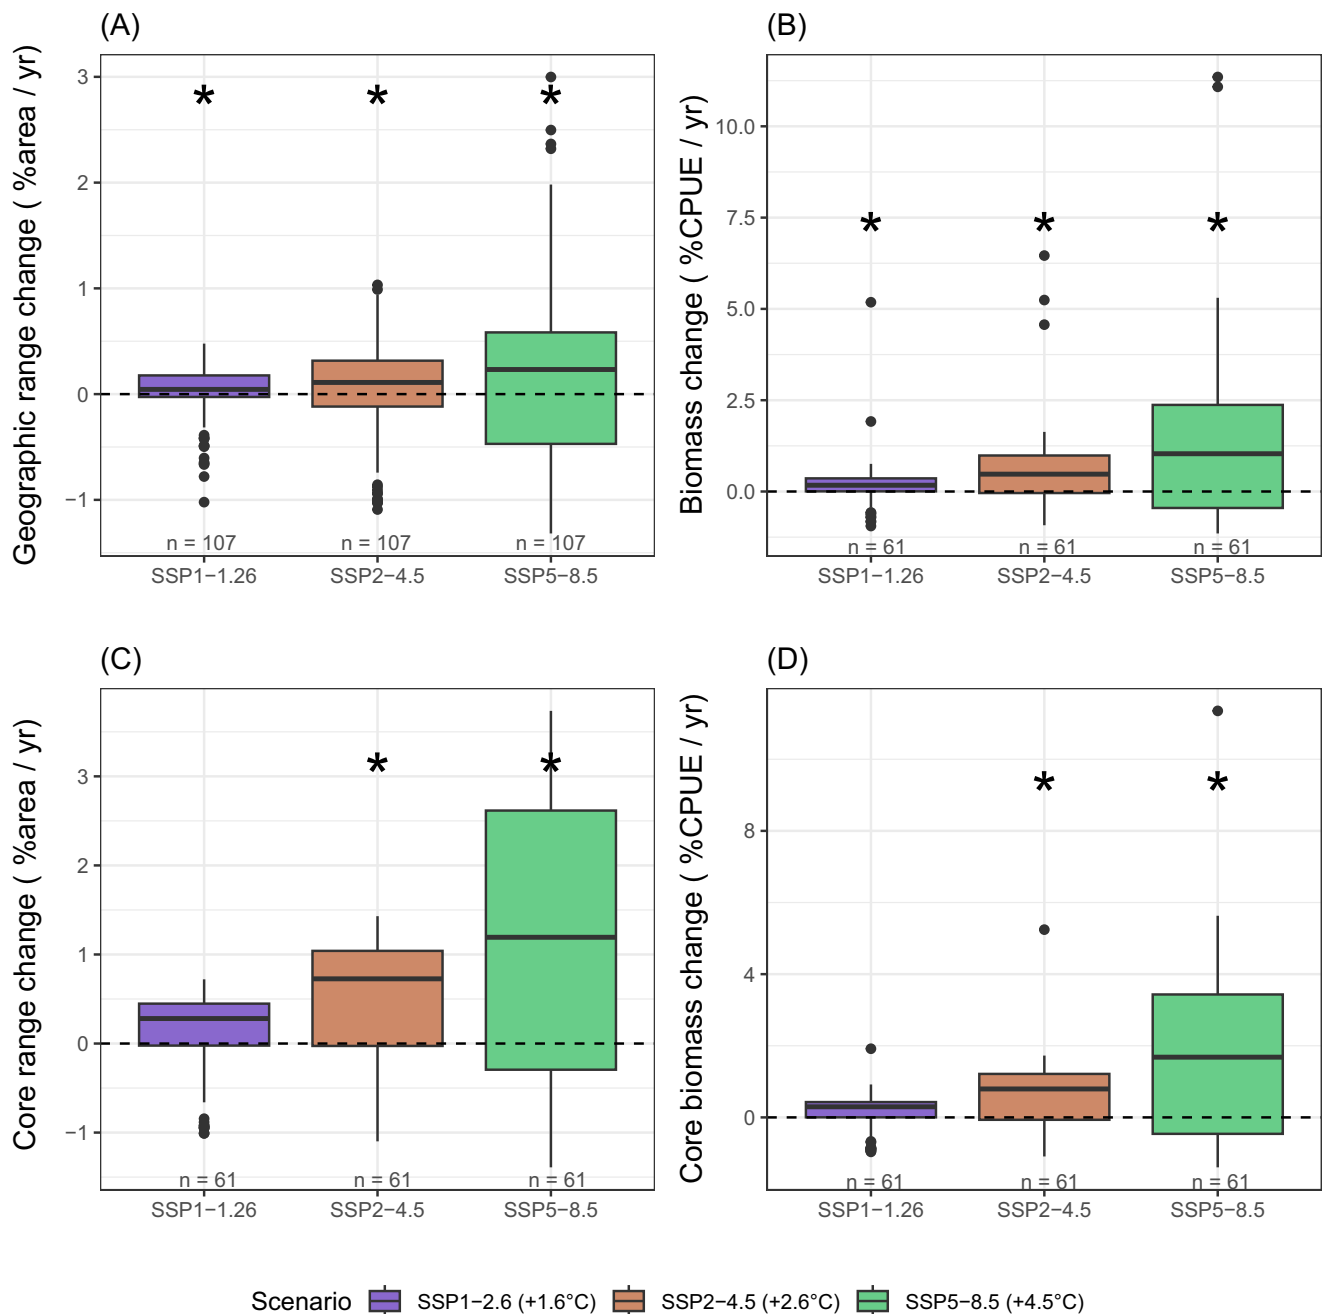 (A)
Geographic range change ( %area / yr)
3
2
1
0
−1
* * *
n = 107 n = 107 n = 107
SSP1−1.26 SSP2−4.5 SSP5−8.5
(B)
Biomass change ( %CPUE / yr)
10.0
7.5
5.0
2.5
0.0
* * *
n = 61 n = 61 n = 61
SSP1−1.26 SSP2−4.5 SSP5−8.5
(C)
Core range change ( %area / yr)
3
2
1
0
−1
* *
n = 61 n = 61 n = 61
SSP1−1.26 SSP2−4.5 SSP5−8.5
(D)
Core biomass change ( %CPUE / yr)
8
4
0
* *
n = 61 n = 61 n = 61
SSP1−1.26 SSP2−4.5 SSP5−8.5
Scenario SSP1−2.6 (+1.6°C) SSP2−4.5 (+2.6°C) SSP5−8.5 (+4.5°C)